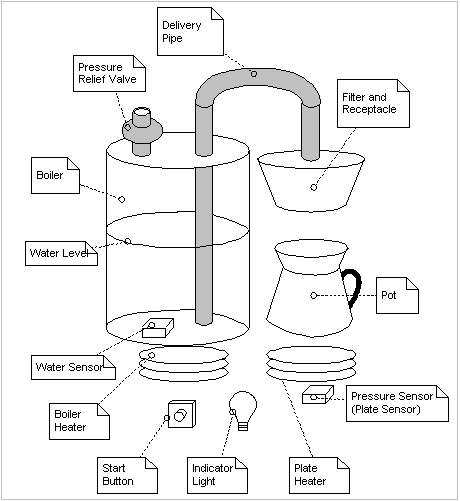 Delivery
Pipe
Pressure
Relief Valve
Filter and
Receptacle
Boiler
Water Level
Pot
Water Sensor
Pressure Sensor
(Plate Sensor)
Boiler
Heater
Start
Button
Indicator
Light
Plate
Heater